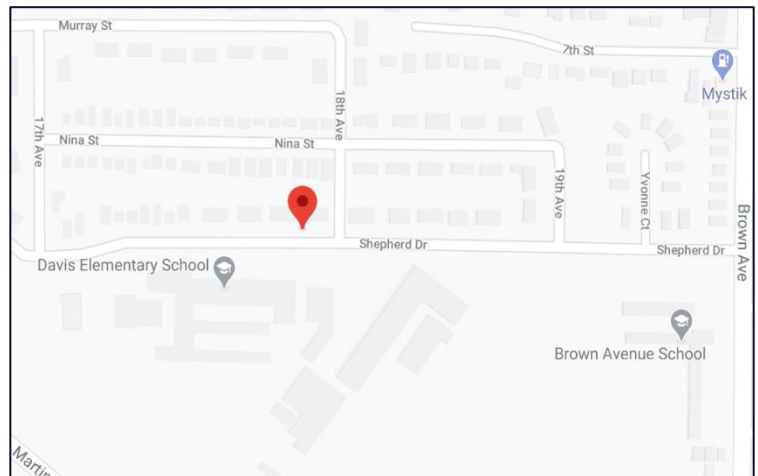 Murray St
7th St
Mystik
18th Ave
17th Ave
Nina St
Nina St
19th Ave
Yvonne Ct
Brown Ave
Shepherd Dr
Shepherd Dr
Davis Elementary School
Brown Avenue School
Martin